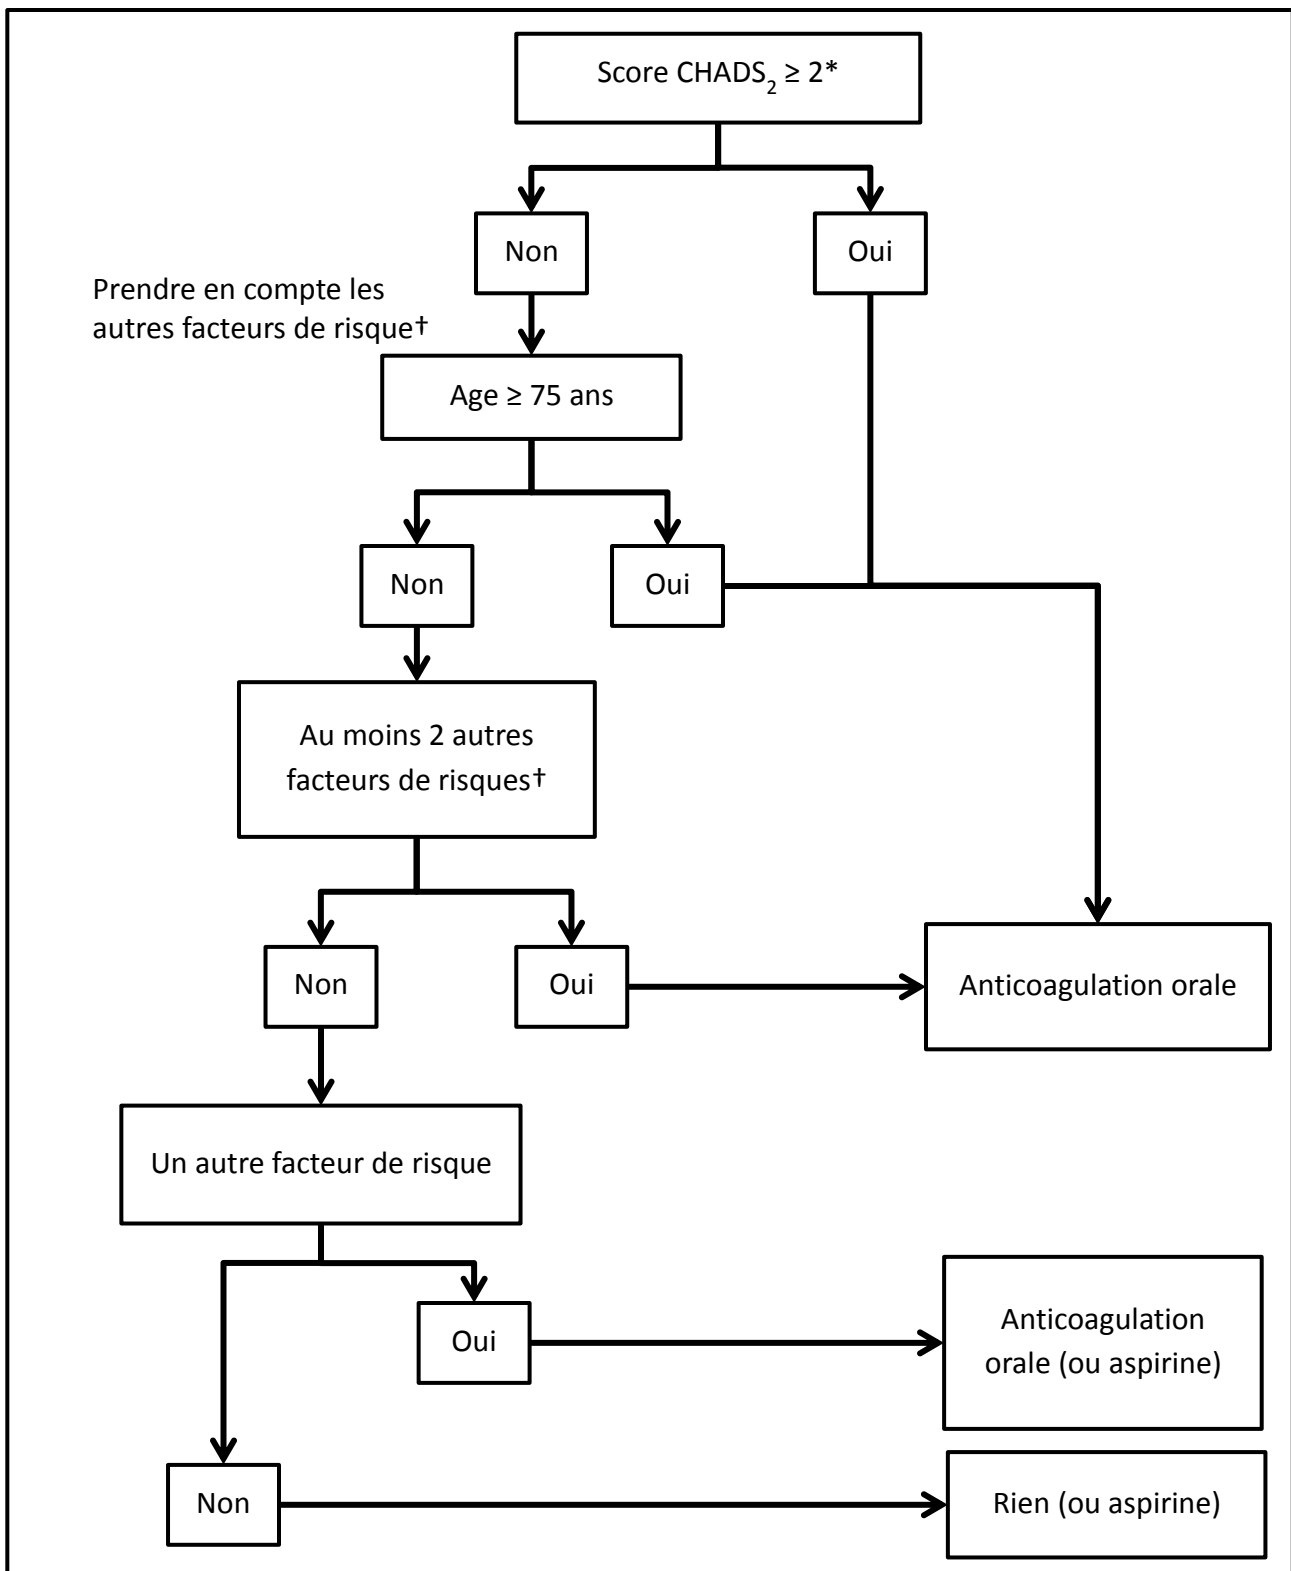 Score CHADS2 ≥ 2*
Non
Oui
Prendre en compte les
autres facteurs de risque†
Age ≥ 75 ans
Non
Oui
Au moins 2 autres
facteurs de risques†
Non
Oui
Anticoagulation orale
Un autre facteur de risque
Oui
Anticoagulation
orale (ou aspirine)
Non
Rien (ou aspirine)